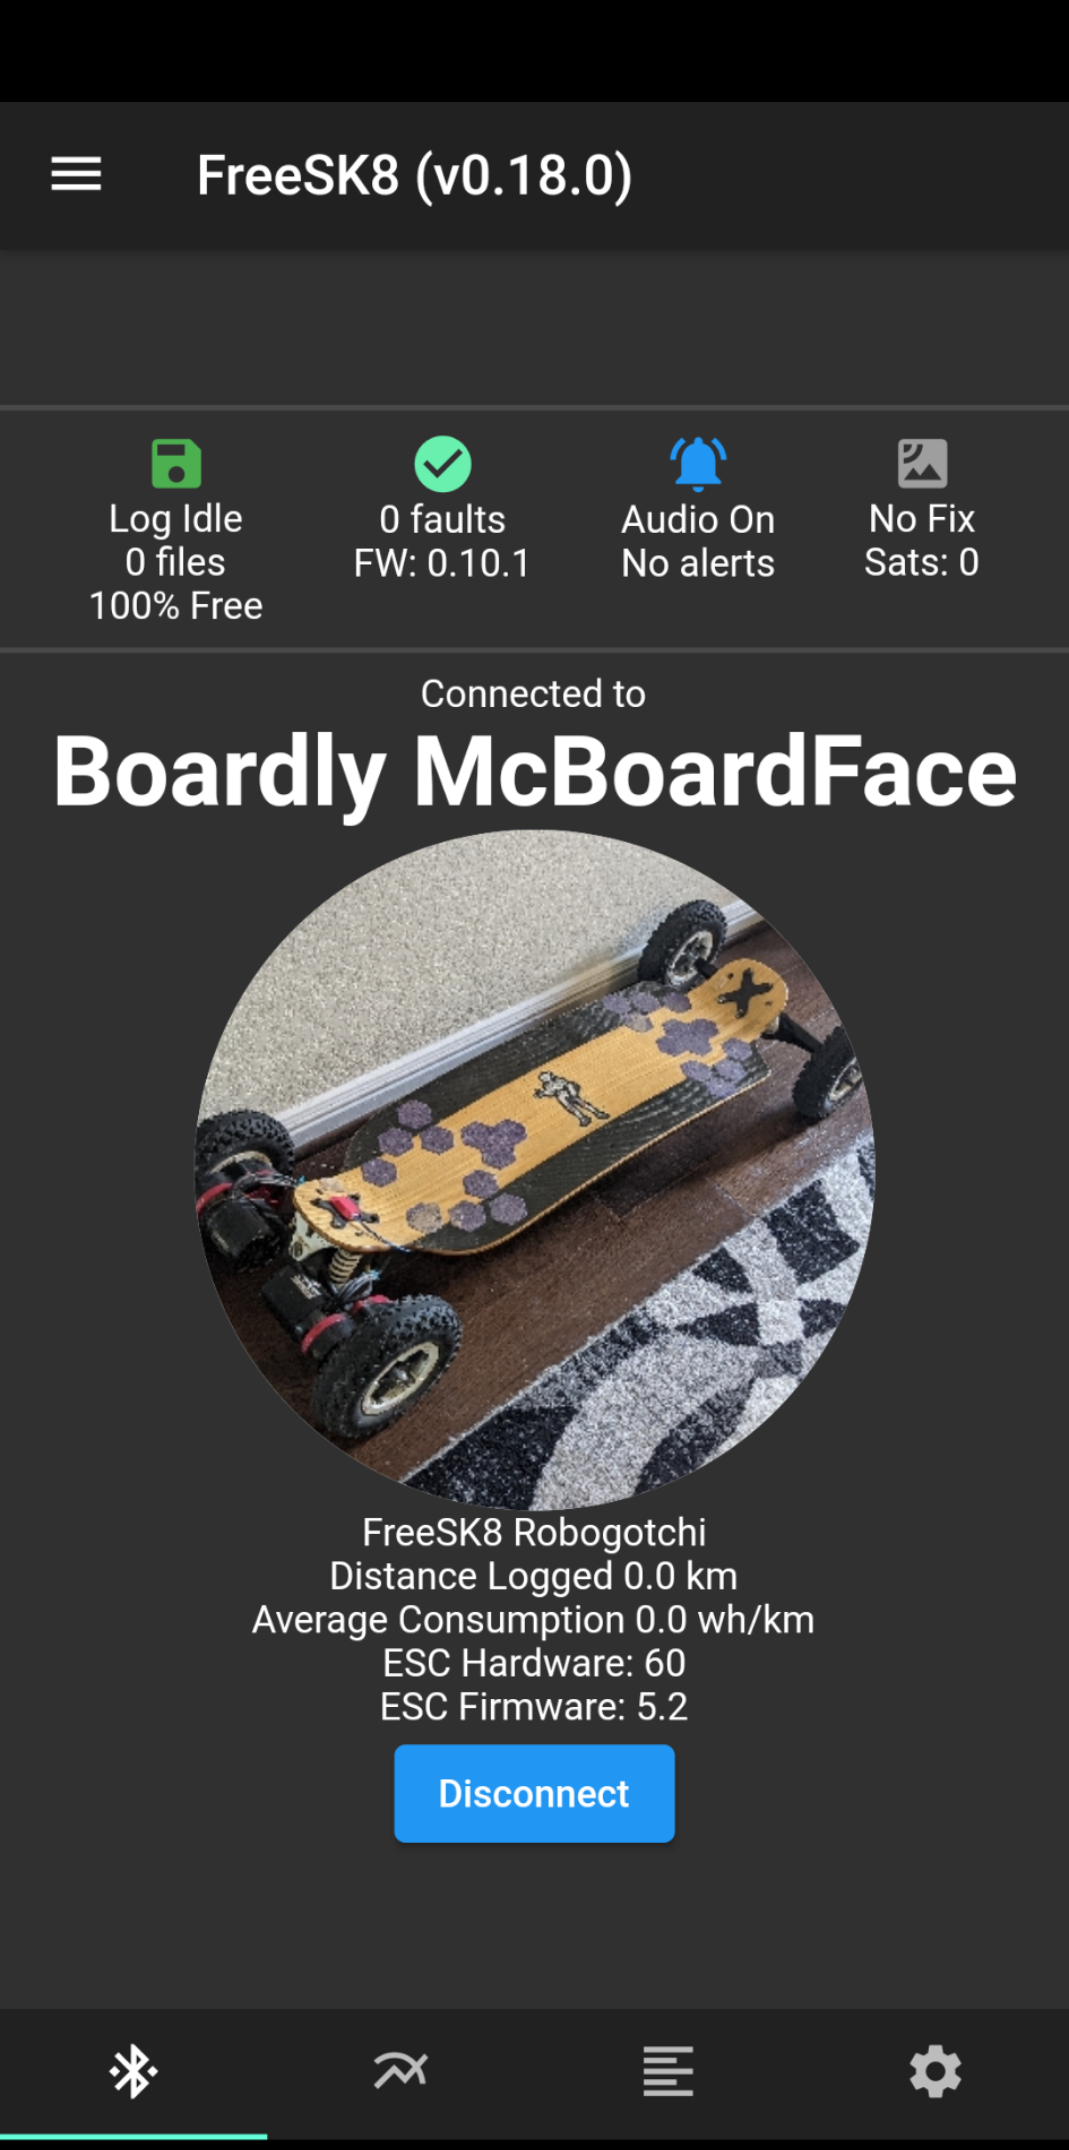 FreeSK8 (v0.18.0)
Log Idle
0 files
100% Free
0 faults
FW: 0.10.1
Audio On
No alerts
No Fix
Sats: 0
Connected to
Boardly McBoardFace
FreeSK8 Robogotchi
Distance Logged 0.0 km
Average Consumption 0.0 wh/km
ESC Hardware: 60
ESC Firmware: 5.2
Disconnect